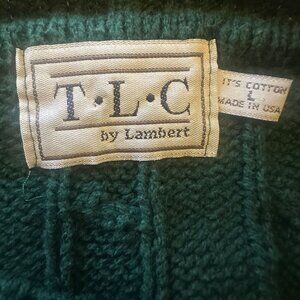 T·L·C
by Lambert
IT'S COTTON
L
MADE IN USA